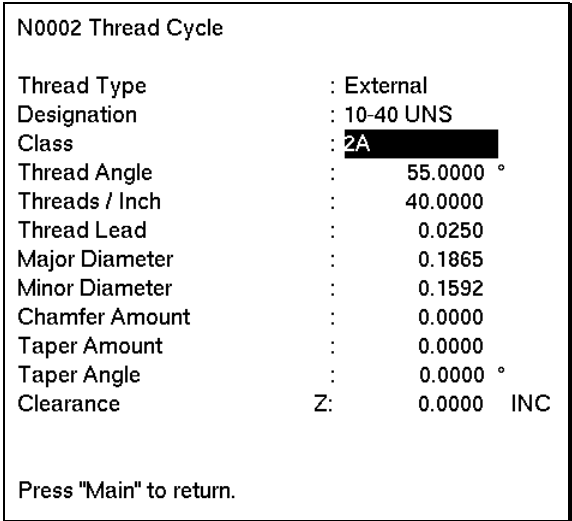 N0002 Thread Cycle
Thread Type : External
Designation : 10-40 UNS
Class : 2A
Thread Angle : 55.0000 °
Threads / Inch : 40.0000
Thread Lead : 0.0250
Major Diameter : 0.1865
Minor Diameter : 0.1592
Chamfer Amount : 0.0000
Taper Amount : 0.0000
Taper Angle : 0.0000 °
Clearance Z: 0.0000 INC
Press "Main" to return.